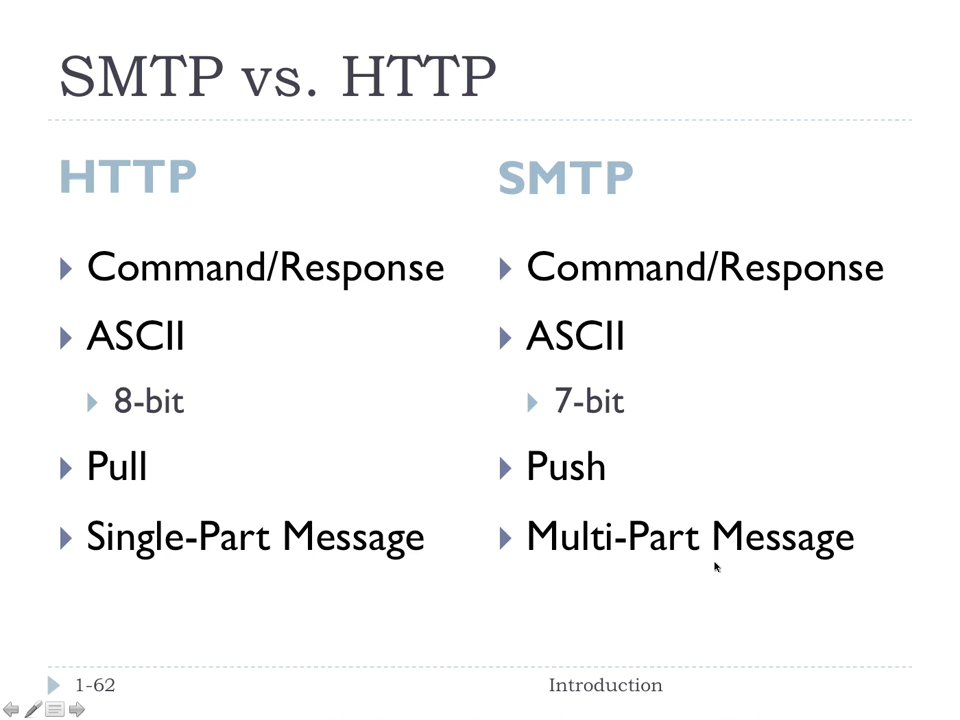 SMTP vs. HTTP
HTTP
Command/Response
ASCII
8-bit
Pull
Single-Part Message
SMTP
Command/Response
ASCII
7-bit
Push
Multi-Part Message
1-62
Introduction